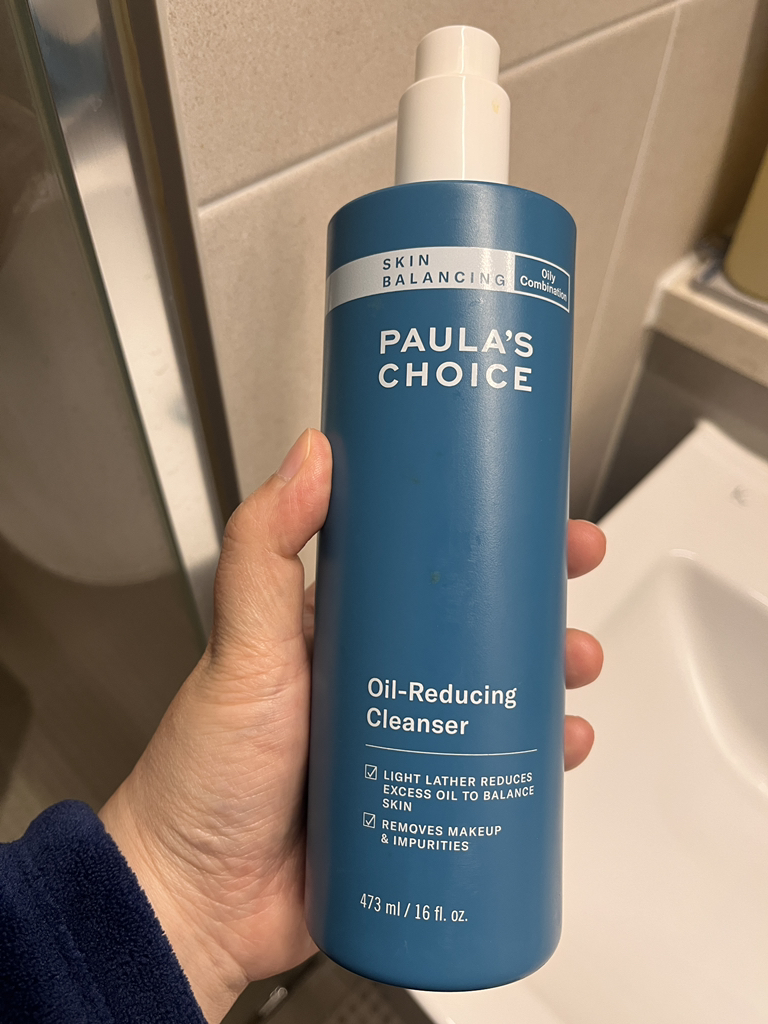 SKIN
BALANCING
Oily
Combination
PAULA'S
CHOICE
Oil-Reducing
Cleanser
☑ LIGHT LATHER REDUCES
EXCESS OIL TO BALANCE
SKIN
☑ REMOVES MAKEUP
& IMPURITIES
473 ml / 16 fl. oz.